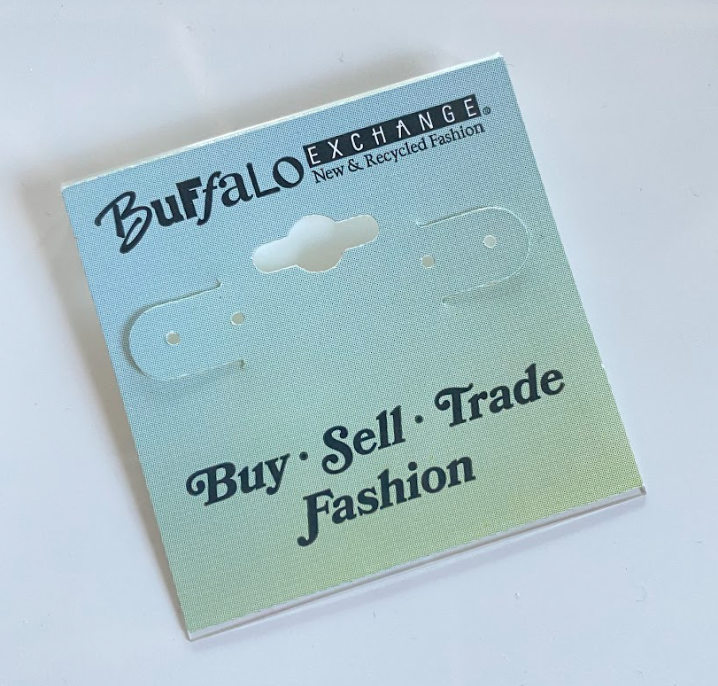 BuffaLO EXCHANGE®
New & Recycled Fashion
Buy · Sell · Trade
Fashion